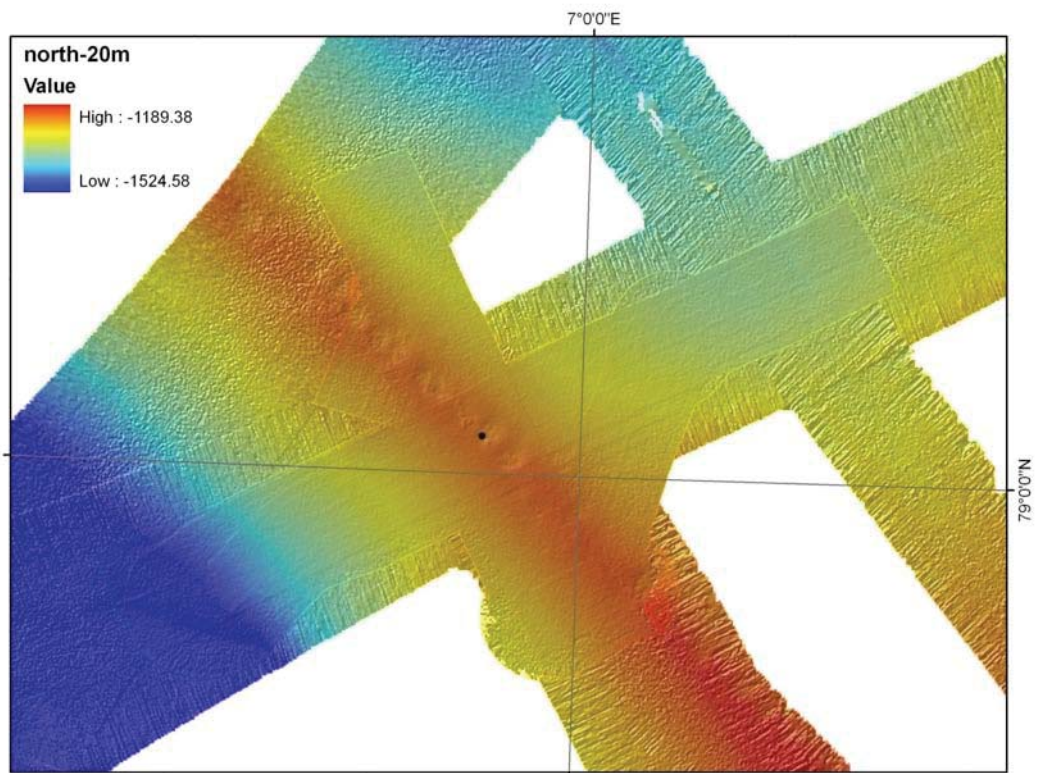 7°0'0"E
north-20m
Value
High : -1189.38
Low : -1524.58
79°0'0"N